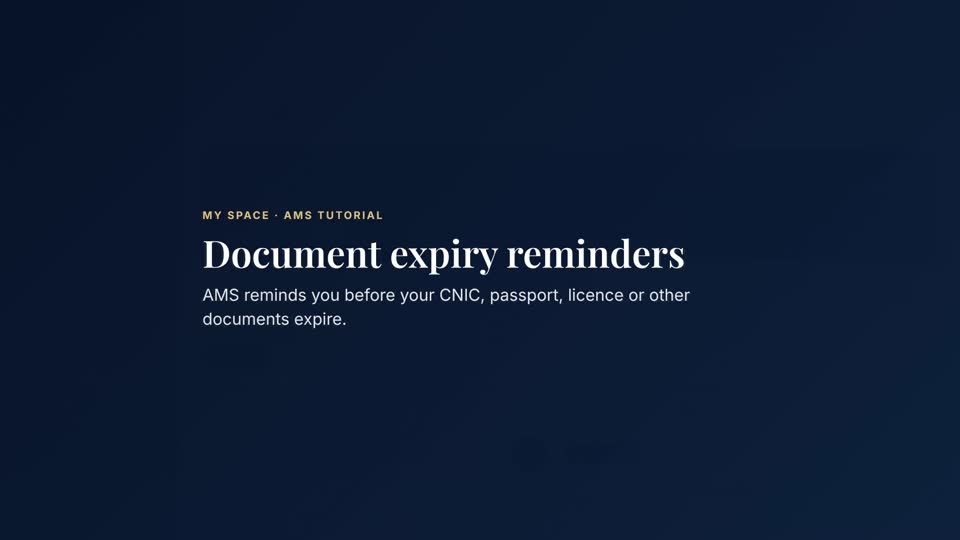 MY SPACE · AMS TUTORIAL
Document expiry reminders
AMS reminds you before your CNIC, passport, licence or other
documents expire.